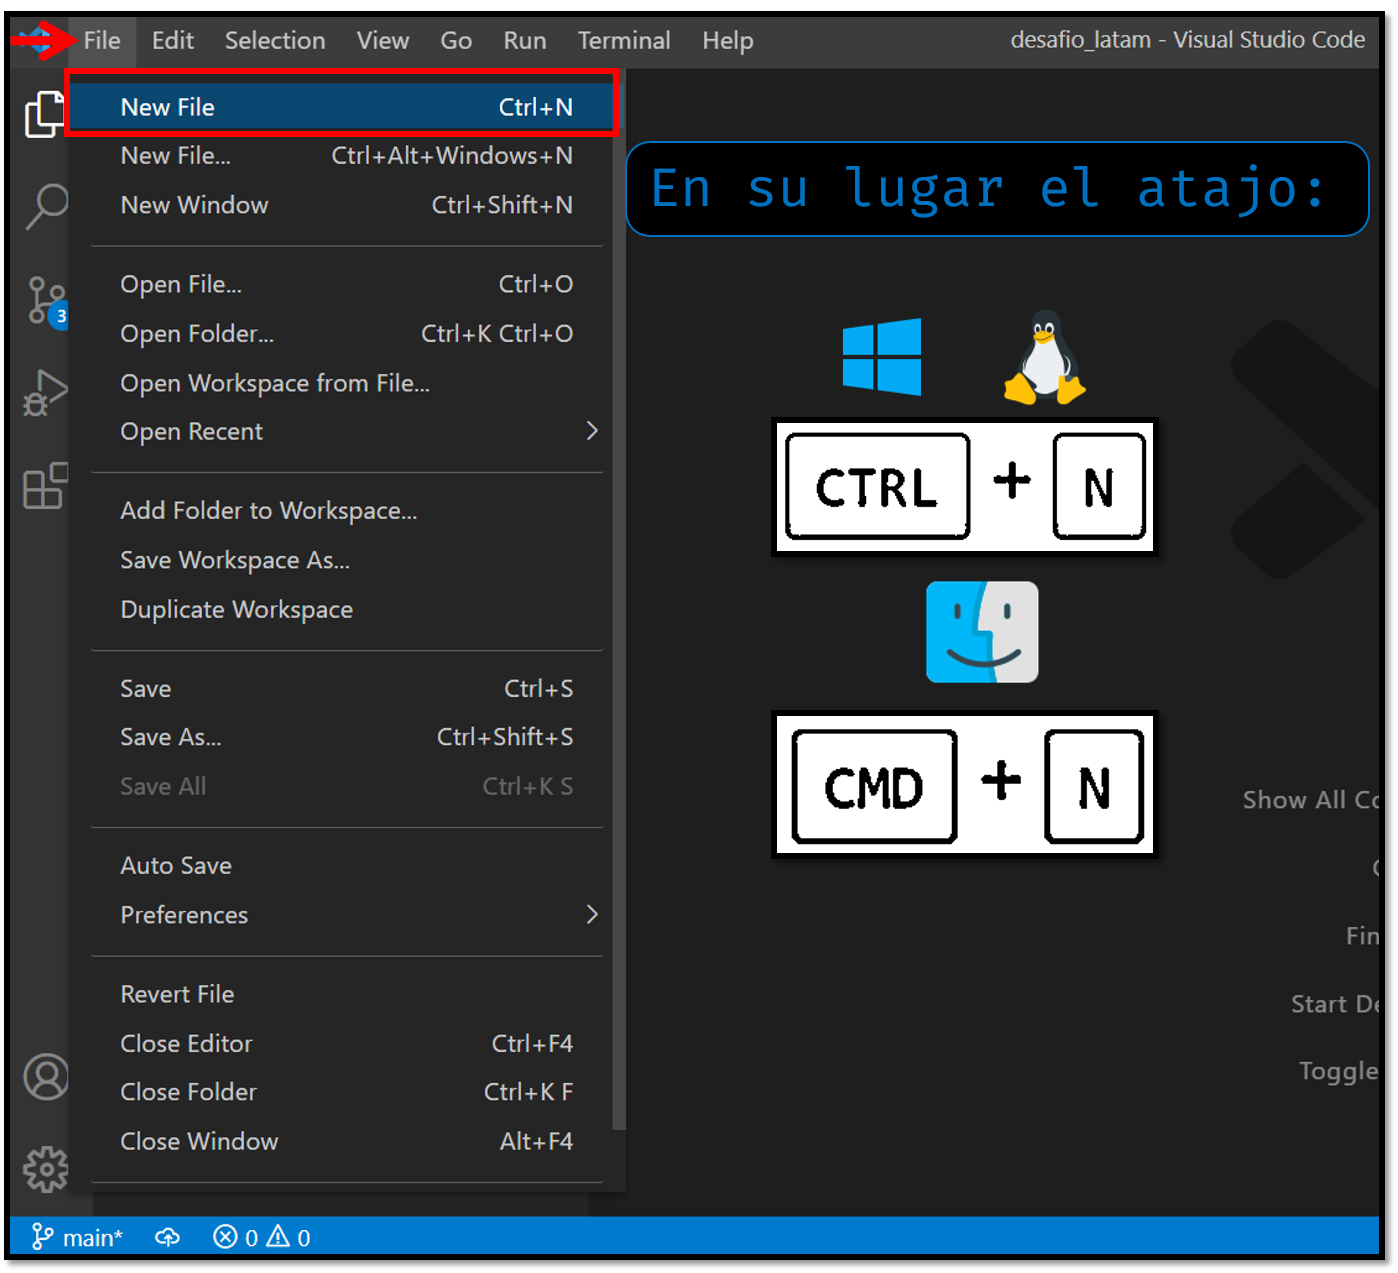 File Edit Selection View Go Run Terminal Help desafio_latam - Visual Studio Code
New File Ctrl+N
New File... Ctrl+Alt+Windows+N
New Window Ctrl+Shift+N
En su lugar el atajo:
Open File... Ctrl+O
Open Folder... Ctrl+K Ctrl+O
Open Workspace from File...
Open Recent
Add Folder to Workspace...
Save Workspace As...
Duplicate Workspace
Save Ctrl+S
Save As... Ctrl+Shift+S
Save All Ctrl+K S
Auto Save
Preferences
Revert File
Close Editor Ctrl+F4
Close Folder Ctrl+K F
Close Window Alt+F4
3
CTRL + N
CMD + N
Show All Co
Fin
Start De
Toggle
main* 0 0